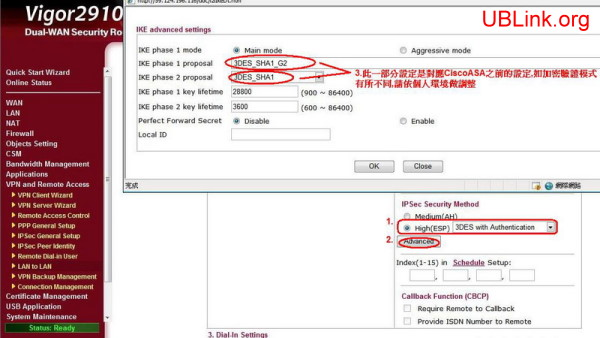 Vigor2910
Dual-WAN Security Ro
UBLink.org
Quick Start Wizard
Online Status
WAN
LAN
NAT
Firewall
Objects Setting
CSM
Bandwidth Management
Applications
VPN and Remote Access
VPN Client Wizard
VPN Server Wizard
Remote Access Control
PPP General Setup
IPSec General Setup
IPSec Peer Identity
Remote Dial-in User
LAN to LAN
VPN Backup Management
Connection Management
Certificate Management
USB Application
System Maintenance
Status: Ready
IKE advanced settings
IKE phase 1 mode Main mode Aggressive mode
IKE phase 1 proposal 3DES_SHA1_G2
IKE phase 2 proposal 3DES_SHA1
IKE phase 1 key lifetime 28800 (900 ~ 86400)
IKE phase 2 key lifetime 3600 (600 ~ 86400)
Perfect Forward Secret Disable Enable
Local ID
3.此一部分設定是對應CiscoASA之前的設定,如加密驗證模式
有所不同,請依個人環境做調整
OK Close
完成
網際網路
IPSec Security Method
Medium(AH)
1. High(ESP) 3DES with Authentication
2. Advanced
Index(1-15) in Schedule Setup:
, , ,
Callback Function (CBCP)
Require Remote to Callback
Provide ISDN Number to Remote
3. Dial-In Settings